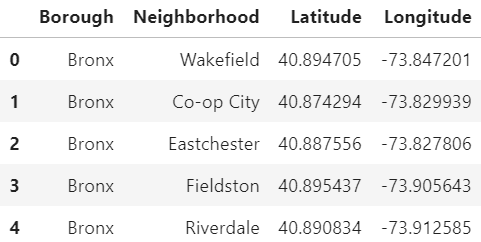 Borough Neighborhood Latitude Longitude
0 Bronx Wakefield 40.894705 -73.847201
1 Bronx Co-op City 40.874294 -73.829939
2 Bronx Eastchester 40.887556 -73.827806
3 Bronx Fieldston 40.895437 -73.905643
4 Bronx Riverdale 40.890834 -73.912585